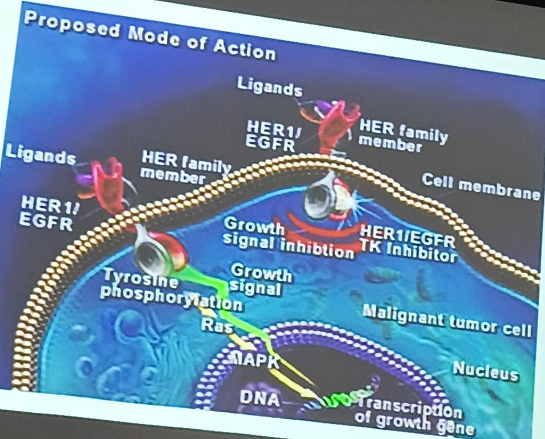 Proposed Mode of Action
Ligands
HER1/
EGFR
HER family
member
Ligands
HER family
member
HER1/
EGFR
Cell membrane
Growth
signal inhibtion
HER1/EGFR
TK Inhibitor
Tyrosine
phosphorylation
Growth
signal
Ras
MAPK
Malignant tumor cell
Nucleus
DNA
Transcription
of growth gene